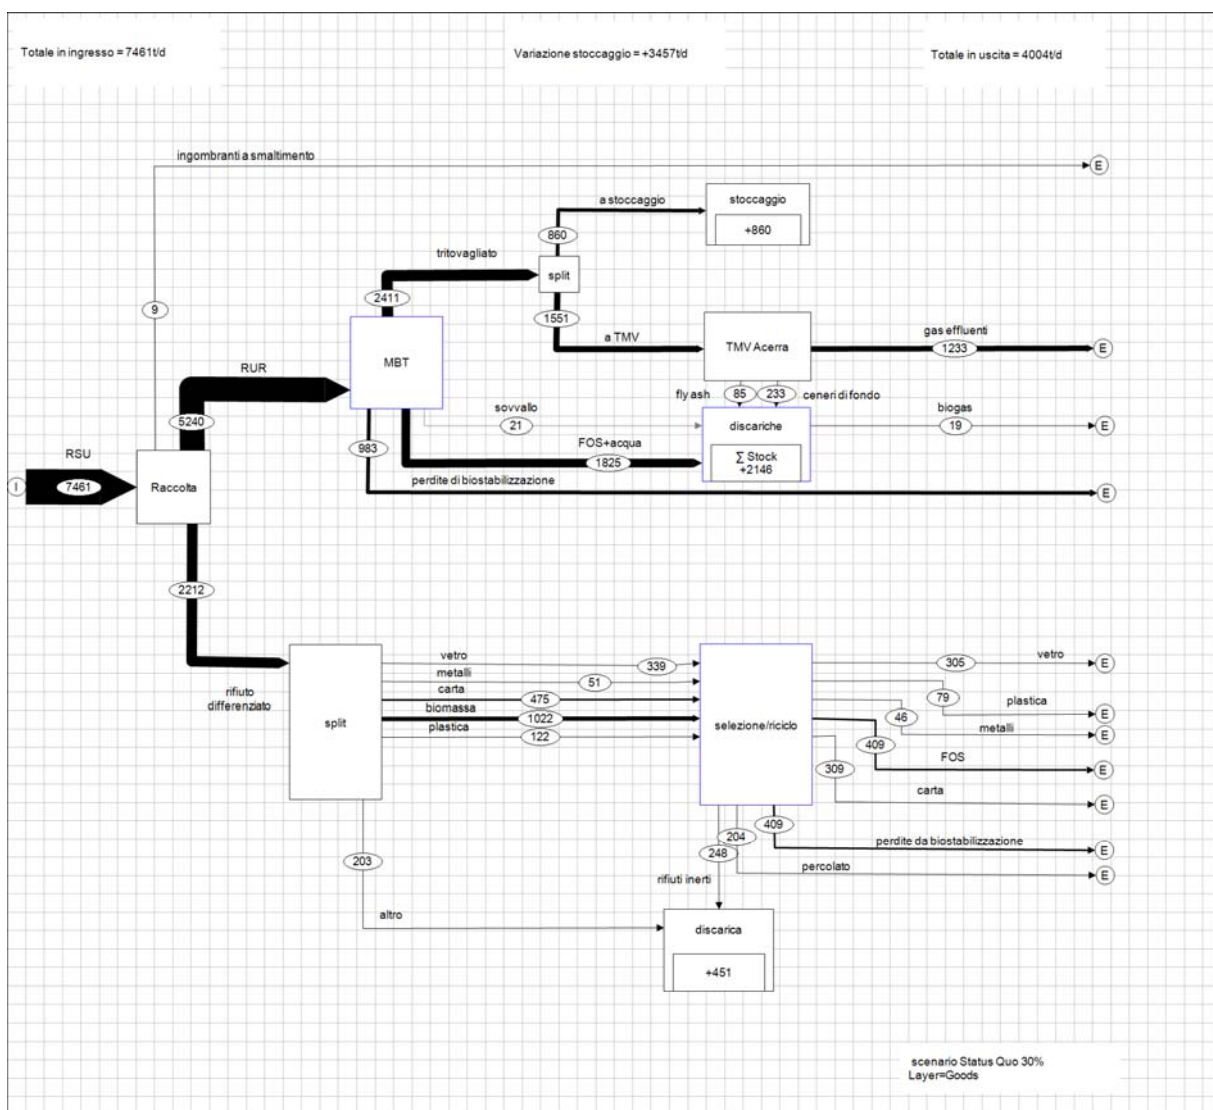 Totale in ingresso = 7461t/d
Variazione stoccaggio = +3457t/d
Totale in uscita = 4004t/d
ingombranti a smaltimento
E
a stoccaggio
stoccaggio
+860
860
tritovagliato
split
2411
9
1551
a TMV
TMV Acerra
gas effluenti
1233
E
MBT
RUR
fly ash
85
233
ceneri di fondo
sovvallo
21
discariche
biogas
19
E
5240
983
FOS+acqua
1825
∑ Stock
+2146
perdite di biostabilizzazione
E
RSU
I
7461
Raccolta
2212
rifiuto
differenziato
split
vetro
339
metalli
51
carta
475
biomassa
1022
plastica
122
selezione/riciclo
305
vetro
E
79
plastica
E
46
metalli
E
409
FOS
E
309
carta
E
409
perdite da biostabilizzazione
E
204
percolato
E
248
rifiuti inerti
203
altro
discarica
+451
scenario Status Quo 30%
Layer=Goods